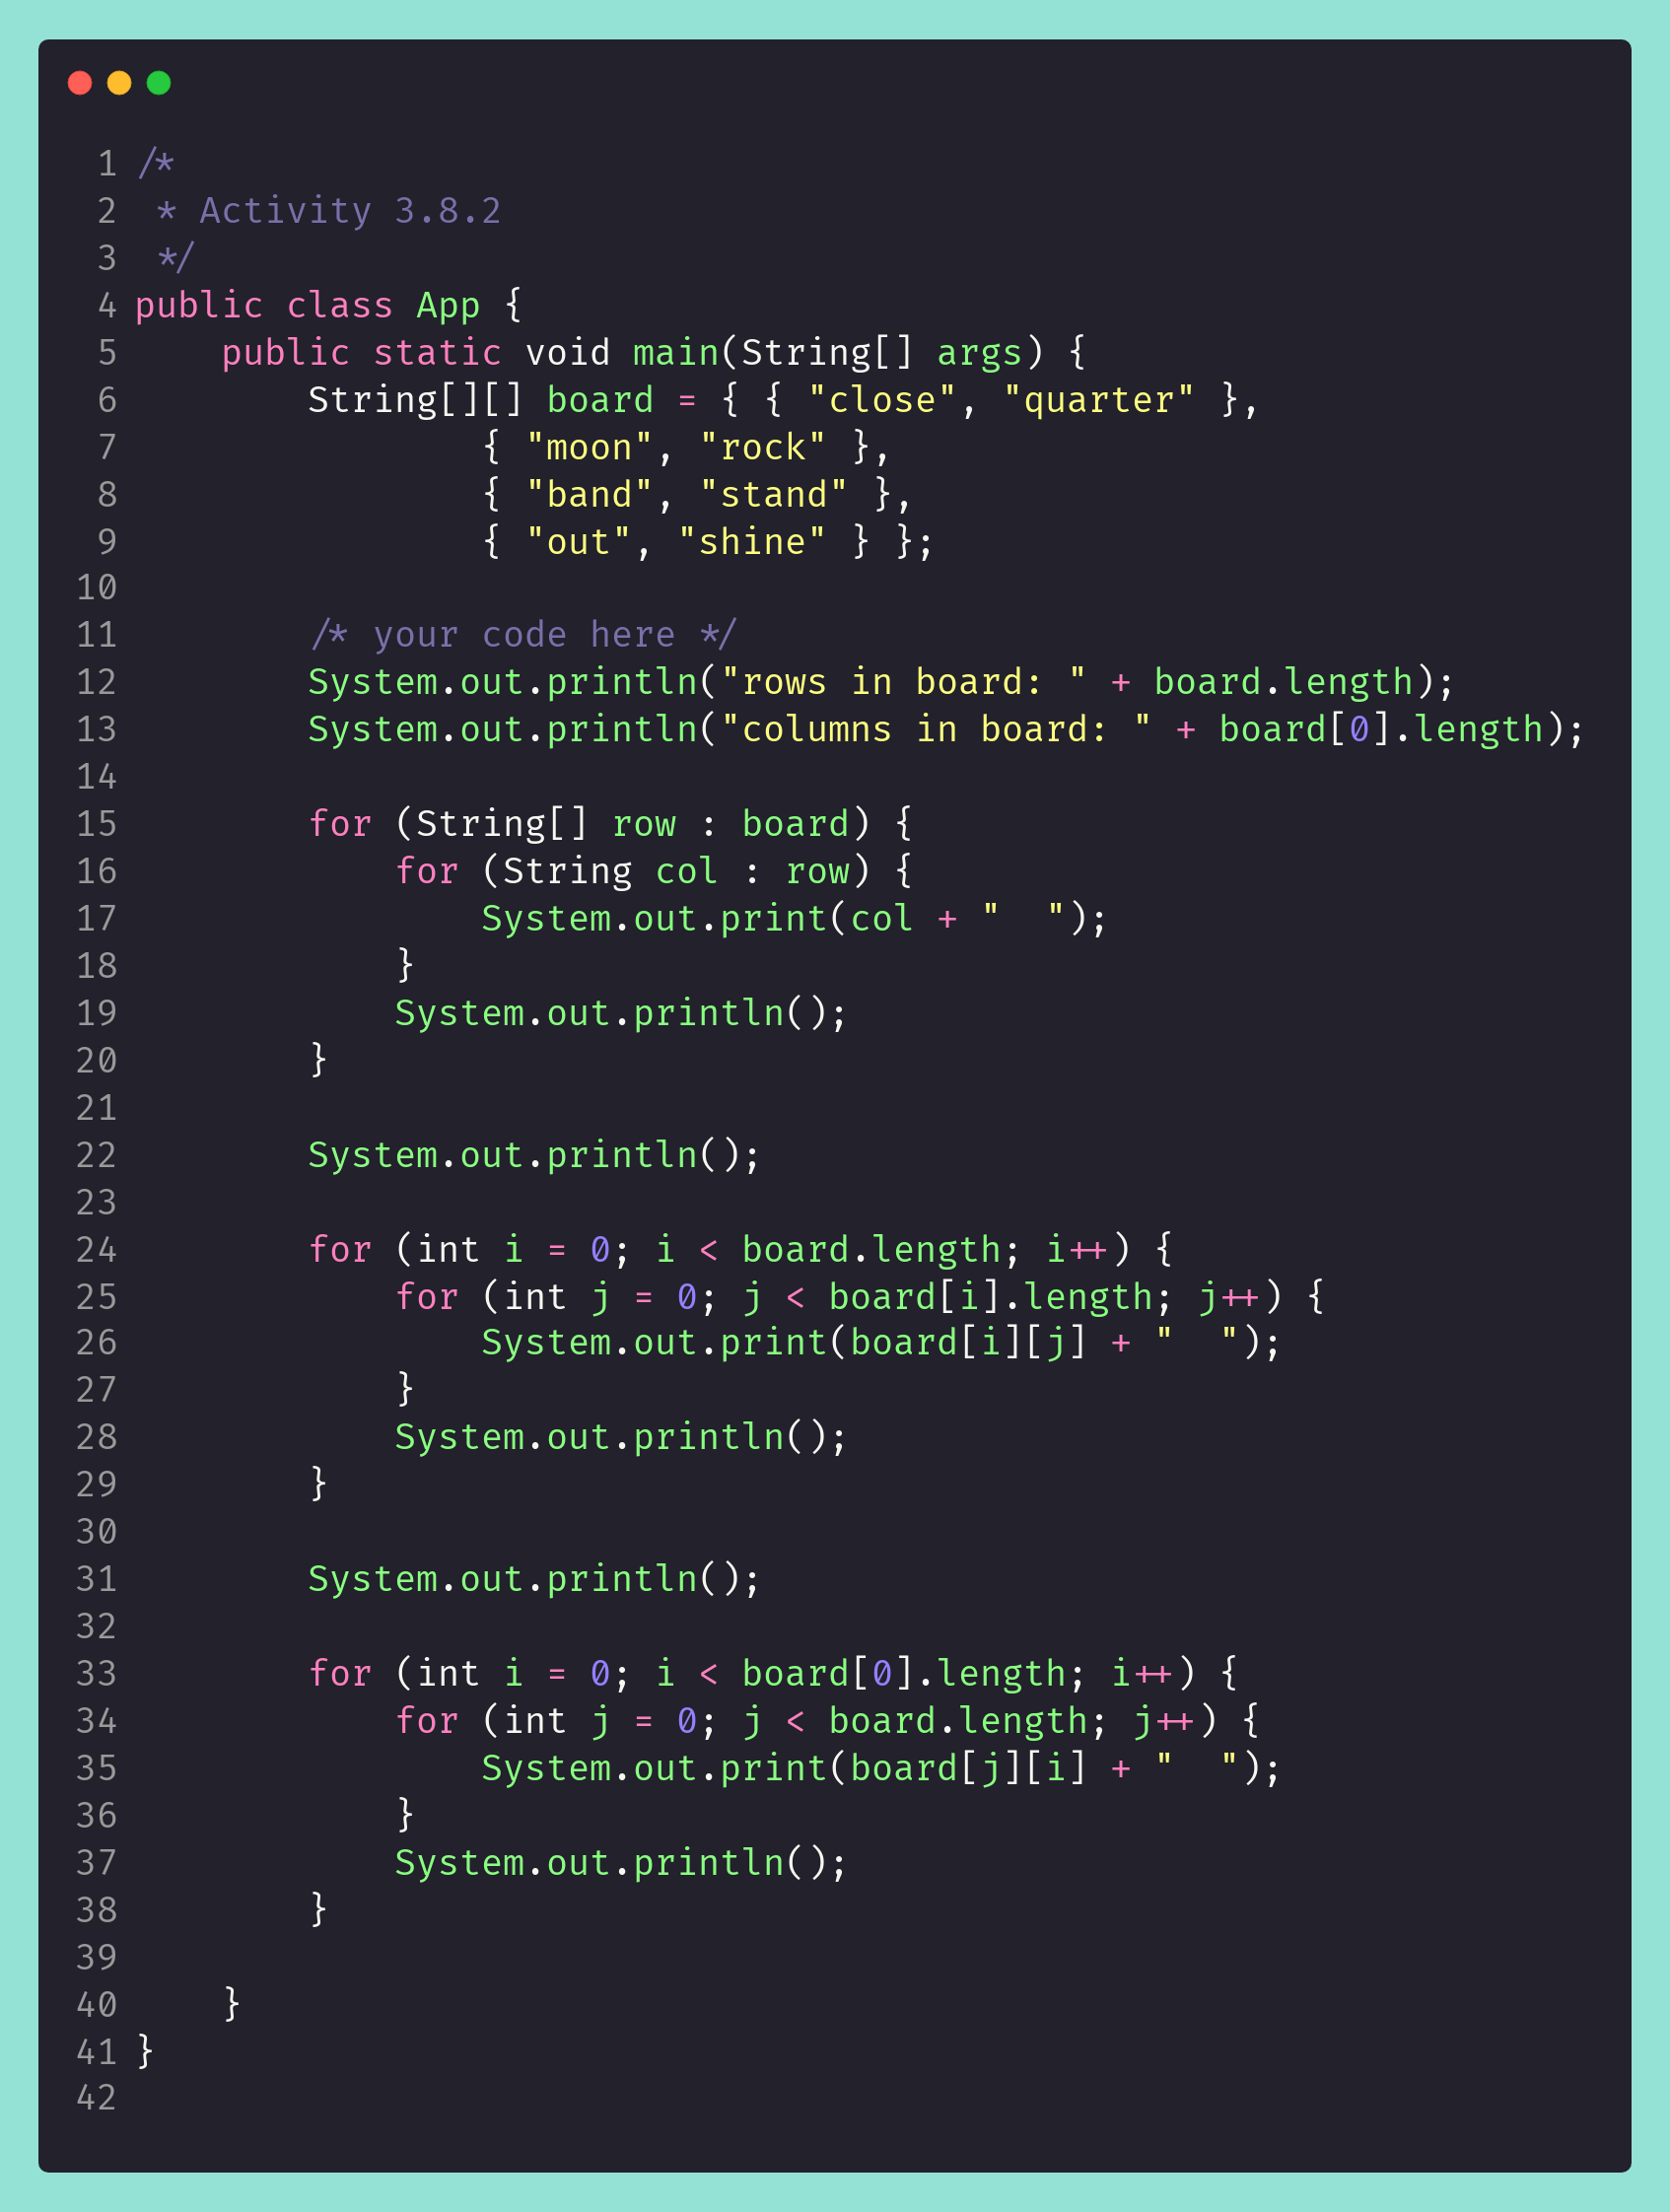 1 /*
2  * Activity 3.8.2
3  */
4 public class App {
5     public static void main(String[] args) {
6         String[][] board = { { "close", "quarter" },
7                 { "moon", "rock" },
8                 { "band", "stand" },
9                 { "out", "shine" } };
10
11         /* your code here */
12         System.out.println("rows in board: " + board.length);
13         System.out.println("columns in board: " + board[0].length);
14
15         for (String[] row : board) {
16             for (String col : row) {
17                 System.out.print(col + "  ");
18             }
19             System.out.println();
20         }
21
22         System.out.println();
23
24         for (int i = 0; i < board.length; i++) {
25             for (int j = 0; j < board[i].length; j++) {
26                 System.out.print(board[i][j] + "  ");
27             }
28             System.out.println();
29         }
30
31         System.out.println();
32
33         for (int i = 0; i < board[0].length; i++) {
34             for (int j = 0; j < board.length; j++) {
35                 System.out.print(board[j][i] + "  ");
36             }
37             System.out.println();
38         }
39
40     }
41 }
42